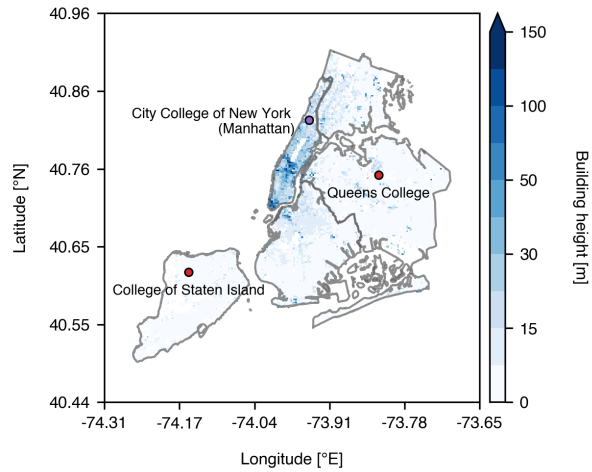 40.96
40.86
40.76
40.65
40.55
40.44
Latitude [°N]
-74.31
-74.17
-74.04
-73.91
-73.78
-73.65
Longitude [°E]
City College of New York
(Manhattan)
Queens College
College of Staten Island
150
100
50
30
15
0
Building height [m]